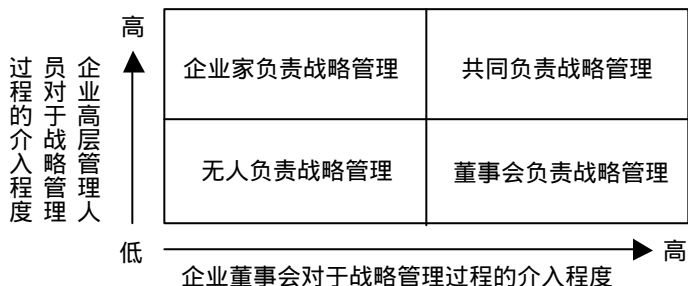 高
企业家负责战略管理
共同负责战略管理
企业高层管理人
员对于战略管理
过程的介入程度
无人负责战略管理
董事会负责战略管理
低
高
企业董事会对于战略管理过程的介入程度